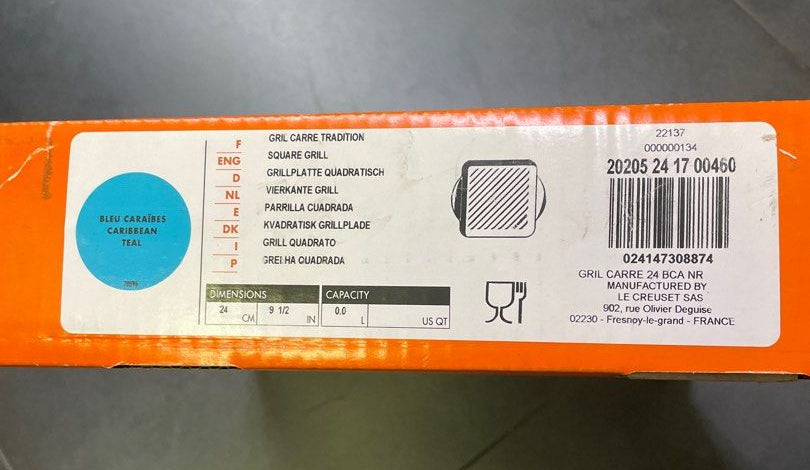 BLEU CARAÏBES
CARIBBEAN
TEAL
F GRIL CARRE TRADITION
ENG SQUARE GRILL
D GRILLPLATTE QUADRATISCH
NL VIERKANTE GRILL
E PARRILLA CUADRADA
DK KVADRATISK GRILLPLADE
I GRILL QUADRATO
P GRELHA QUADRADA
DIMENSIONS
24 CM 9 1/2 IN
CAPACITY
0.0 L US QT
22137
000000134
20205 24 17 00460
024147308874
GRIL CARRE 24 BCA NR
MANUFACTURED BY
LE CREUSET SAS
902, rue Olivier Deguise
02230 - Fresnoy-le-grand - FRANCE